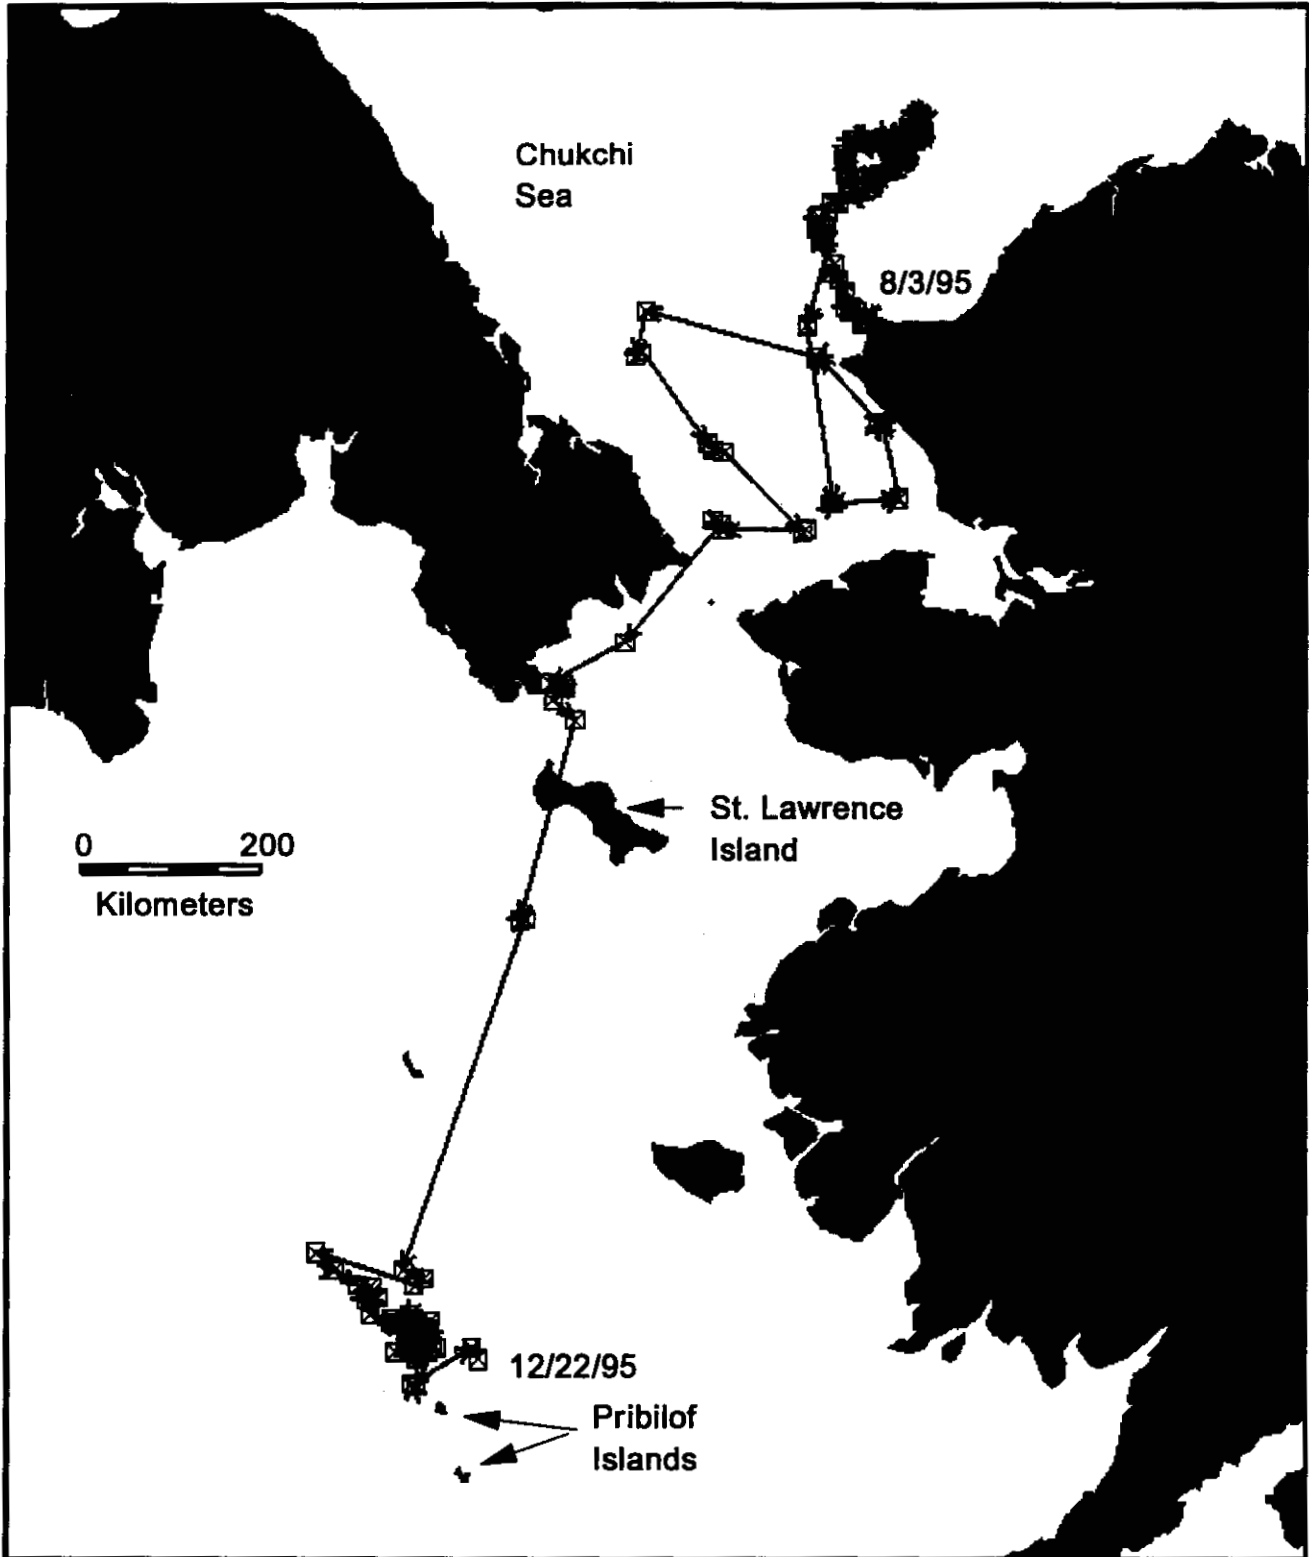 Chukchi
Sea
8/3/95
St. Lawrence
Island
0 200
Kilometers
12/22/95
Pribilof
Islands